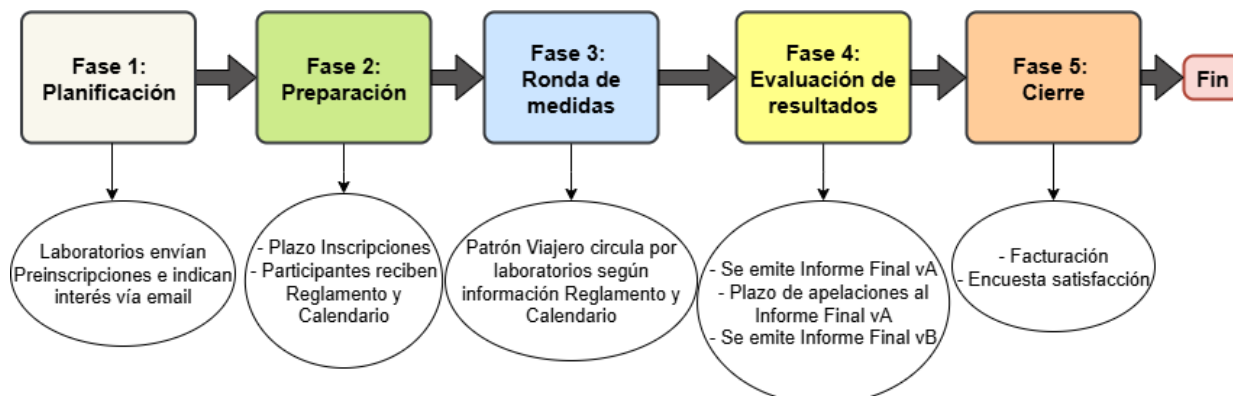 Fase 1:
Planificación
Fase 2:
Preparación
Fase 3:
Ronda de
medidas
Fase 4:
Evaluación de
resultados
Fase 5:
Cierre
Fin
Laboratorios envían
Preinscripciones e indican
interés vía email
- Plazo Inscripciones
- Participantes reciben
Reglamento y
Calendario
Patrón Viajero circula por
laboratorios según
información Reglamento y
Calendario
- Se emite Informe Final vA
- Plazo de apelaciones al
Informe Final vA
- Se emite Informe Final vB
- Facturación
- Encuesta satisfacción